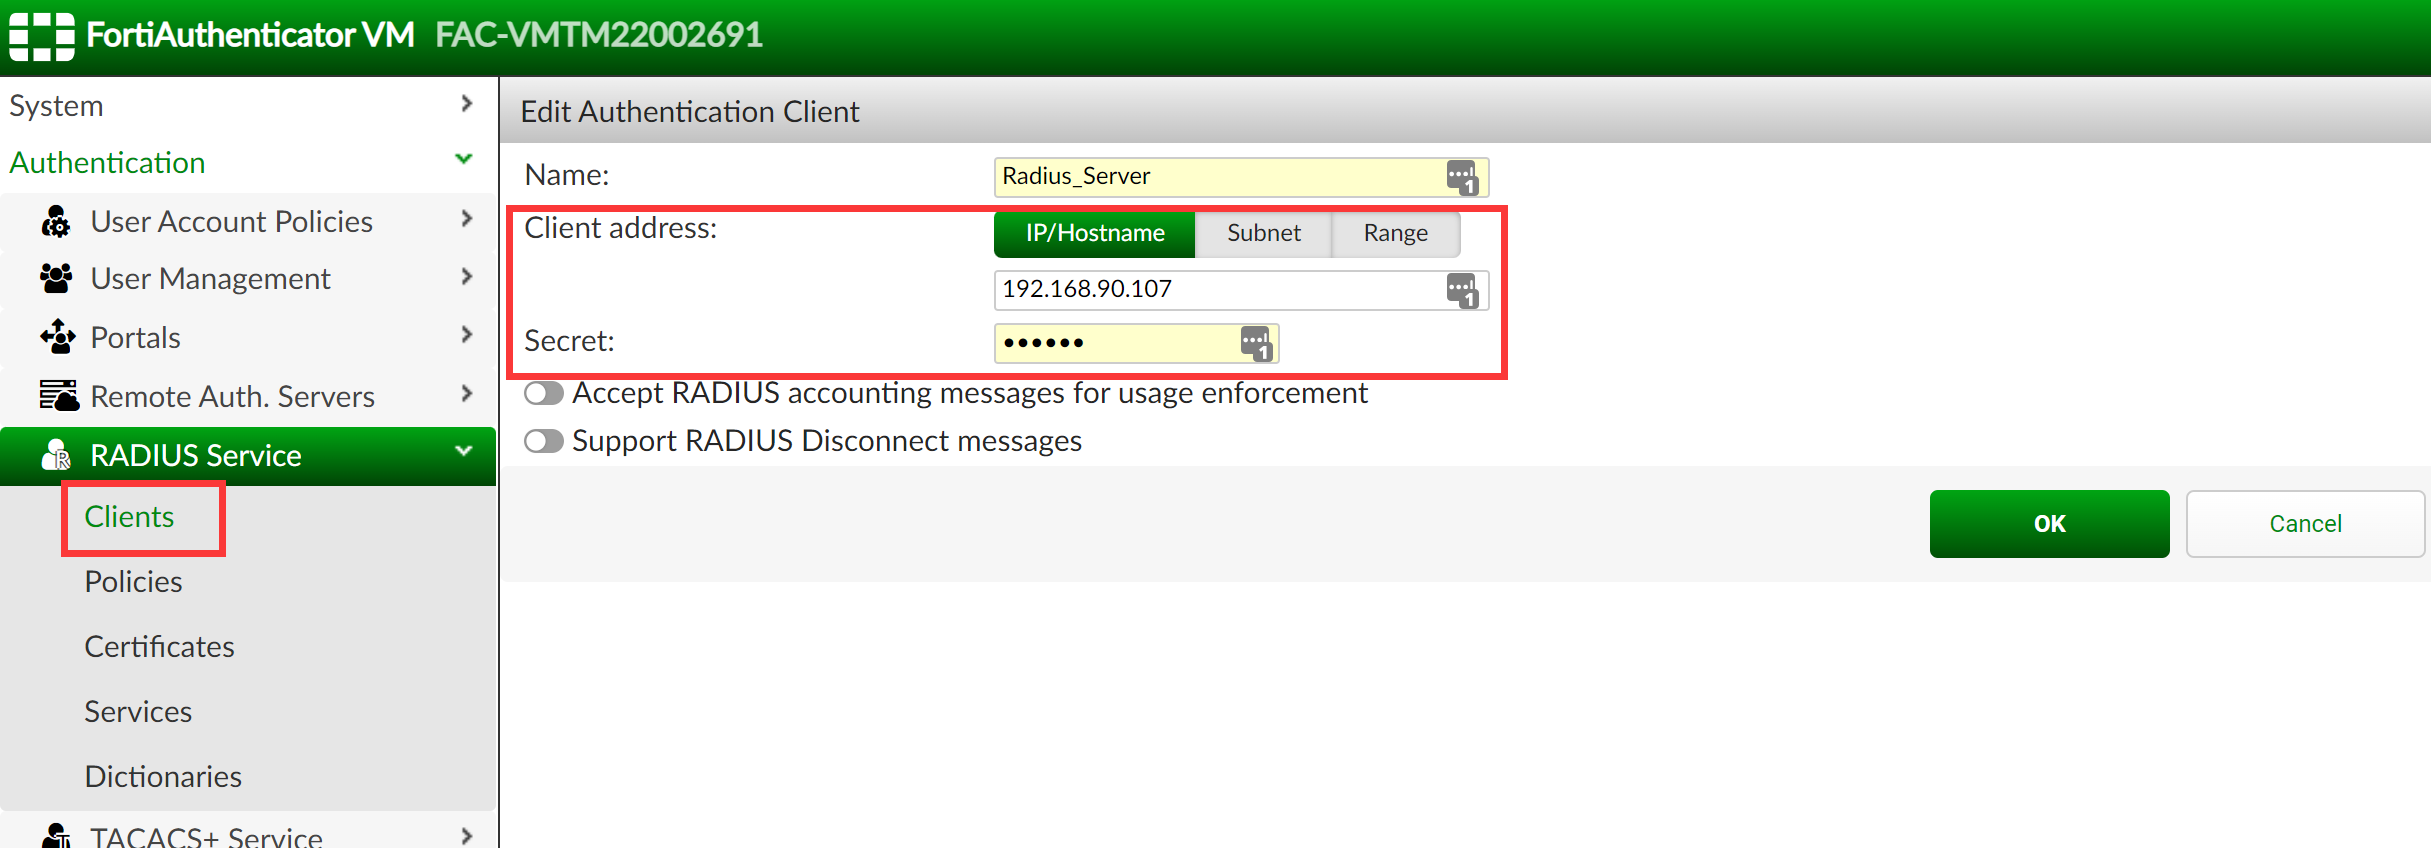 FortiAuthenticator VM FAC-VMTM22002691
System
Authentication
User Account Policies
User Management
Portals
Remote Auth. Servers
RADIUS Service
Clients
Policies
Certificates
Services
Dictionaries
TACACS+ Service
Edit Authentication Client
Name: Radius_Server
Client address: IP/Hostname Subnet Range
192.168.90.107
Secret: ••••••
Accept RADIUS accounting messages for usage enforcement
Support RADIUS Disconnect messages
OK Cancel